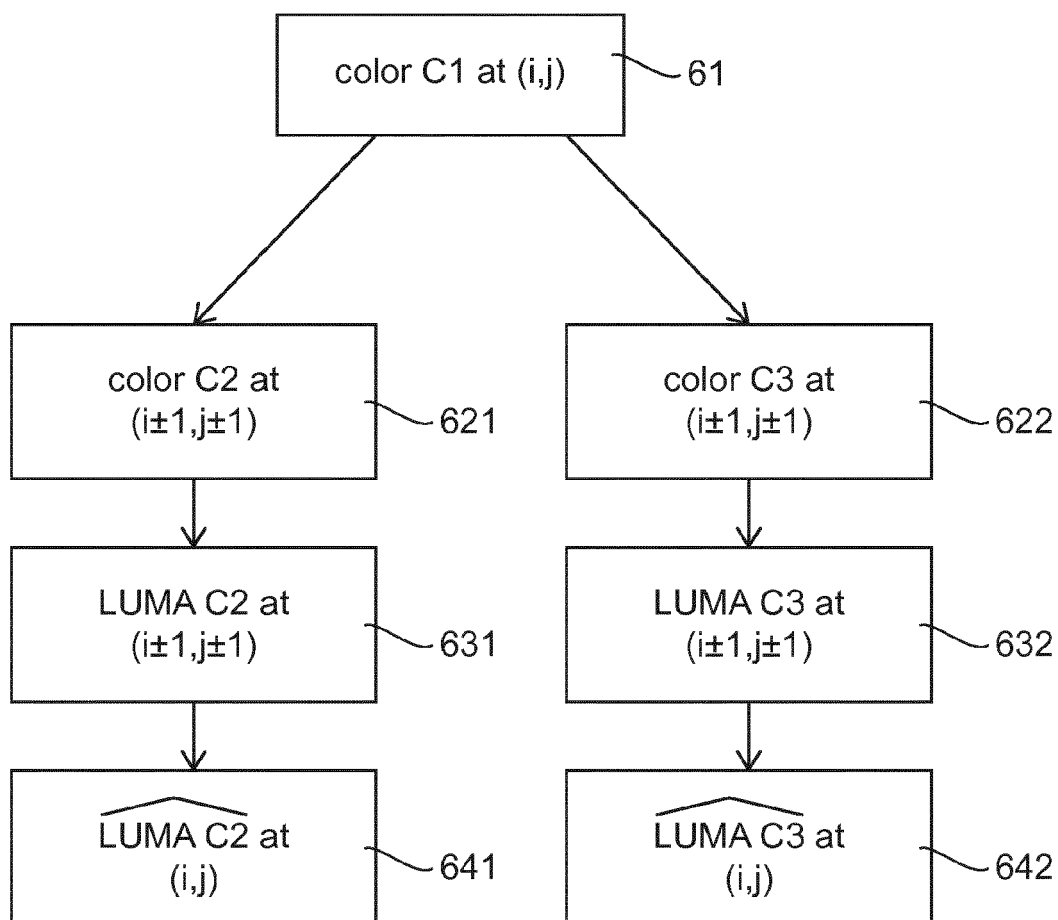 color C1 at (i,j)
61
color C2 at
(i±1,j±1)
621
color C3 at
(i±1,j±1)
622
LUMA C2 at
(i±1,j±1)
631
LUMA C3 at
(i±1,j±1)
632
LUMA C2 at
(i,j)
641
LUMA C3 at
(i,j)
642